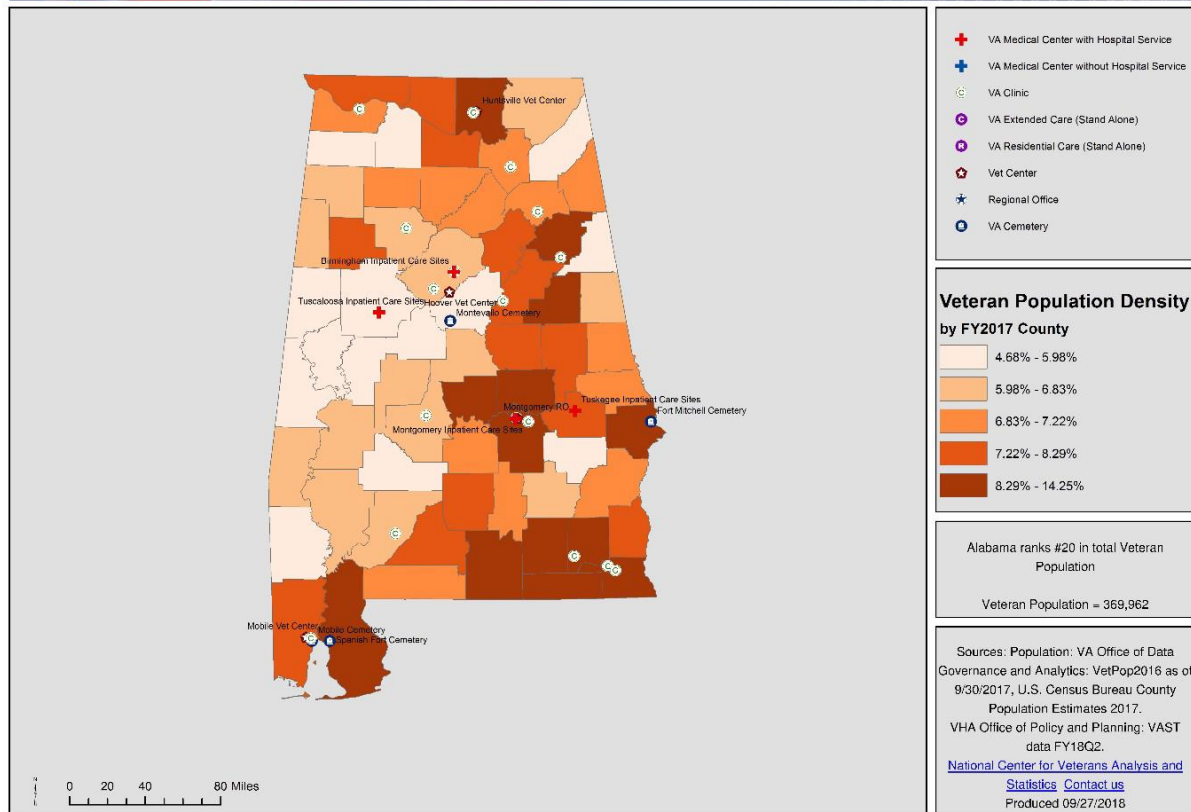 Huntsville Vet Center
Birmingham Inpatient Care Sites
Tuscaloosa Inpatient Care Sites
Hoover Vet Center
Montevallo Cemetery
Tuskegee Inpatient Care Sites
Montgomery RO
Fort Mitchell Cemetery
Montgomery Inpatient Care Sites
Mobile Vet Center
Mobile Cemetery
Spanish Fort Cemetery
0 20 40 80 Miles
VA Medical Center with Hospital Service
VA Medical Center without Hospital Service
C VA Clinic
C VA Extended Care (Stand Alone)
R VA Residential Care (Stand Alone)
Vet Center
Regional Office
VA Cemetery
Veteran Population Density
by FY2017 County
4.68% - 5.98%
5.98% - 6.83%
6.83% - 7.22%
7.22% - 8.29%
8.29% - 14.25%
Alabama ranks #20 in total Veteran
Population
Veteran Population = 369,962
Sources: Population: VA Office of Data
Governance and Analytics: VetPop2016 as of
9/30/2017, U.S. Census Bureau County
Population Estimates 2017.
VHA Office of Policy and Planning: VAST
data FY18Q2.
National Center for Veterans Analysis and
Statistics Contact us
Produced 09/27/2018